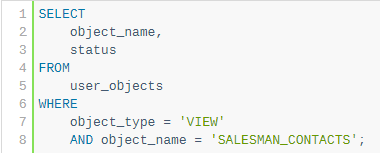 1 SELECT
2     object_name,
3     status
4 FROM
5     user_objects
6 WHERE
7     object_type = 'VIEW'
8     AND object_name = 'SALESMAN_CONTACTS';